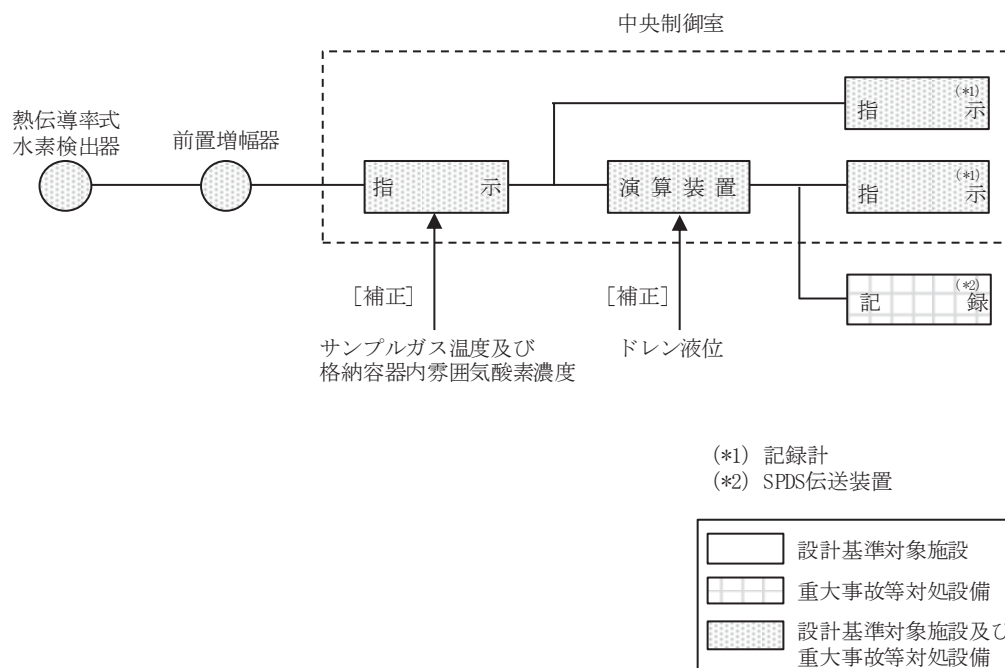 中央制御室
熱伝導率式
水素検出器
前置増幅器
指 示
演 算 装 置
指 示 (*1)
指 示 (*1)
記 録 (*2)
[補正]
[補正]
サンプルガス温度及び
格納容器内雰囲気酸素濃度
ドレン液位
(*1) 記録計
(*2) SPDS伝送装置
設計基準対象施設
重大事故等対処設備
設計基準対象施設及び
重大事故等対処設備